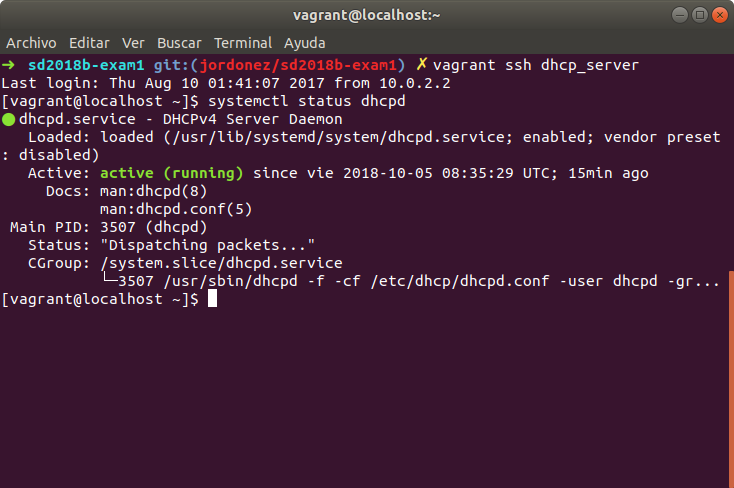 vagrant@localhost:~
Archivo Editar Ver Buscar Terminal Ayuda
➜ sd2018b-exam1 git:(jordonez/sd2018b-exam1) ✗ vagrant ssh dhcp_server
Last login: Thu Aug 10 01:41:07 2017 from 10.0.2.2
[vagrant@localhost ~]$ systemctl status dhcpd
● dhcpd.service - DHCPv4 Server Daemon
   Loaded: loaded (/usr/lib/systemd/system/dhcpd.service; enabled; vendor preset
: disabled)
   Active: active (running) since vie 2018-10-05 08:35:29 UTC; 15min ago
     Docs: man:dhcpd(8)
           man:dhcpd.conf(5)
 Main PID: 3507 (dhcpd)
   Status: "Dispatching packets..."
   CGroup: /system.slice/dhcpd.service
           └─3507 /usr/sbin/dhcpd -f -cf /etc/dhcp/dhcpd.conf -user dhcpd -gr...
[vagrant@localhost ~]$